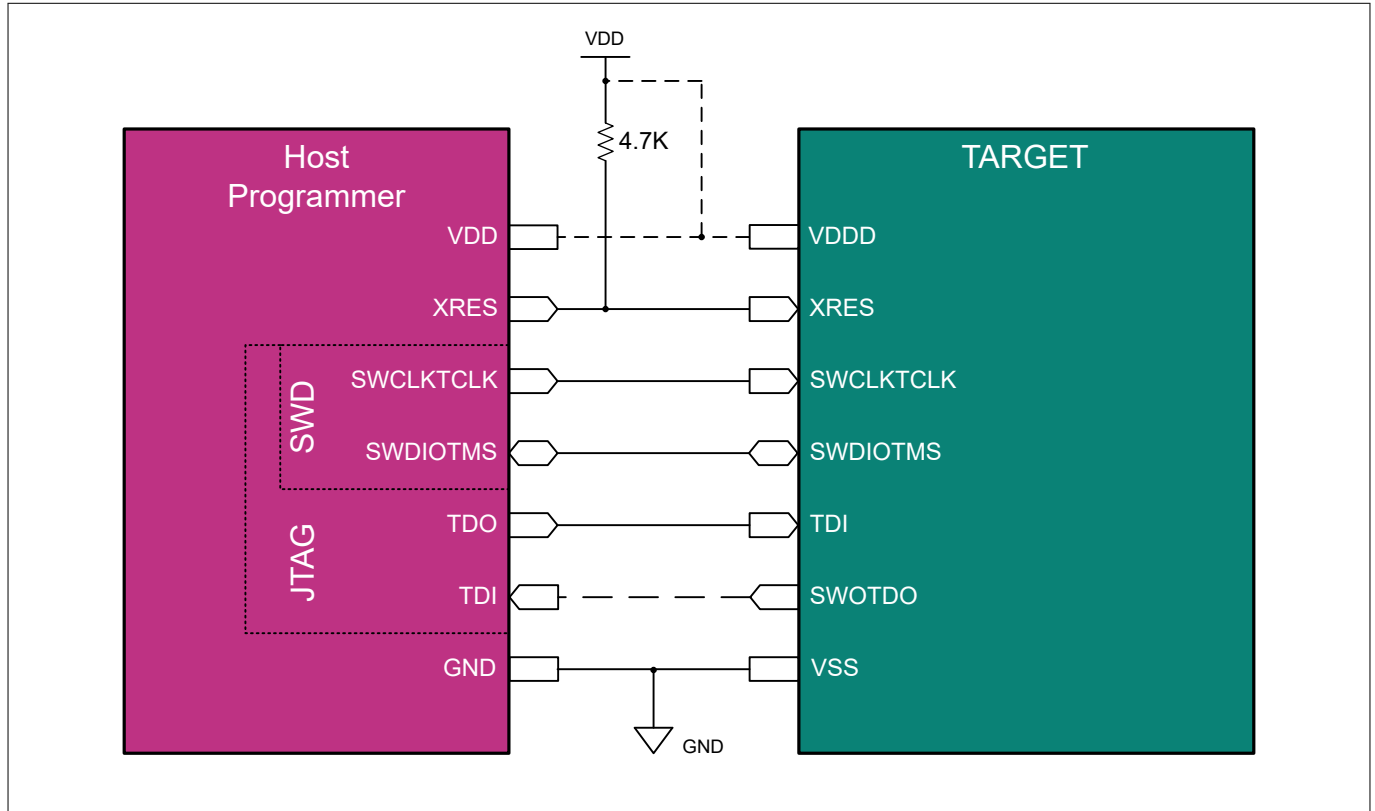 VDD
4.7K
Host
Programmer
VDD
XRES
SWD
SWCLKTCLK
SWDIOTMS
JTAG
TDO
TDI
GND
GND
TARGET
VDDD
XRES
SWCLKTCLK
SWDIOTMS
TDI
SWOTDO
VSS